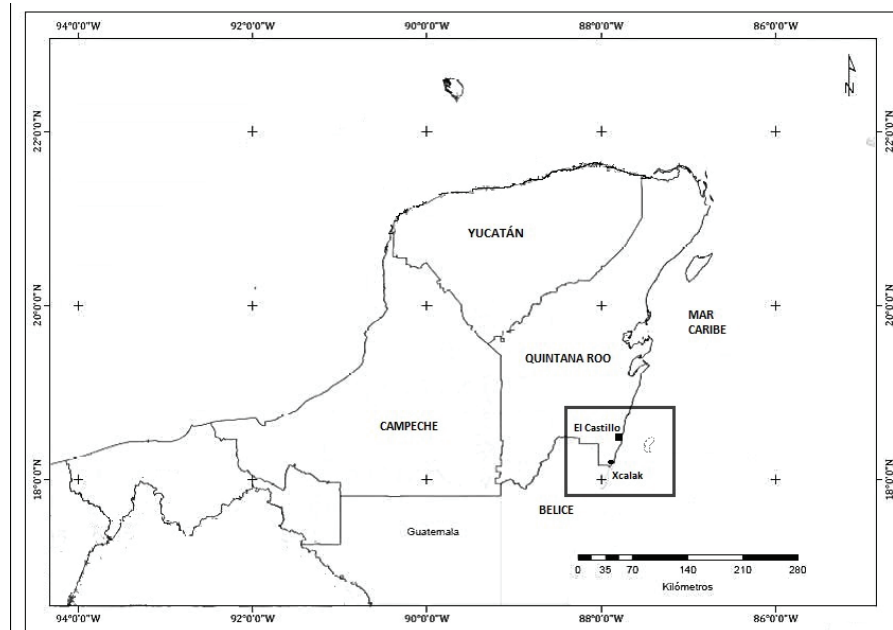 94°0'0"W 92°0'0"W 90°0'0"W 88°0'0"W 86°0'0"W
N
22°0'0"N 22°0'0"N
YUCATÁN
20°0'0"N 20°0'0"N
MAR
CARIBE
QUINTANA ROO
CAMPECHE
El Castillo
18°0'0"N 18°0'0"N
Xcalak
BELICE
Guatemala
0 35 70 140 210 280
Kilómetros
94°0'0"W 92°0'0"W 90°0'0"W 88°0'0"W 86°0'0"W